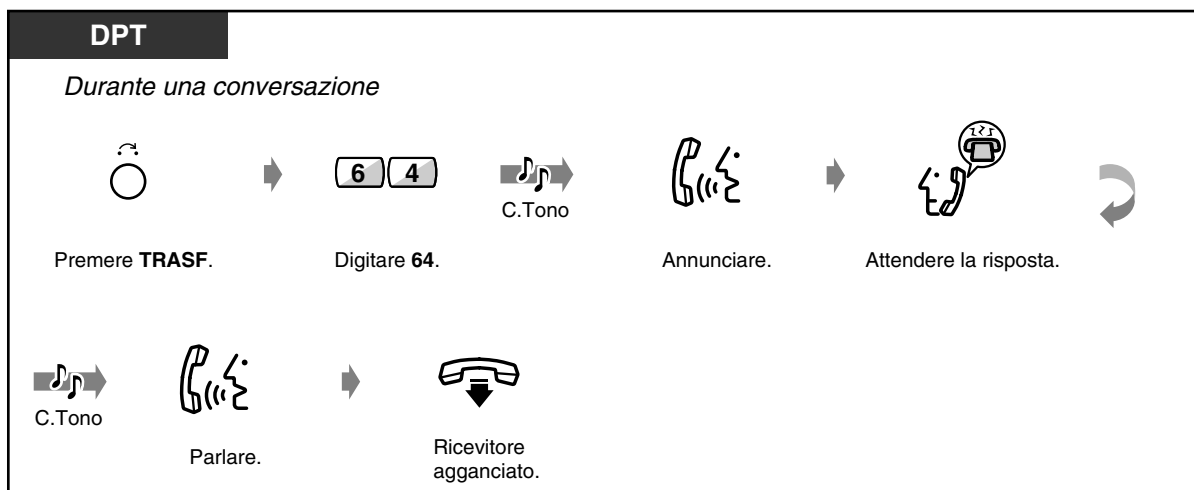 DPT
Durante una conversazione
6 4
C.Tono
Premere TRASF.
Digitare 64.
Annunciare.
Attendere la risposta.
C.Tono
Parlare.
Ricevitore
agganciato.